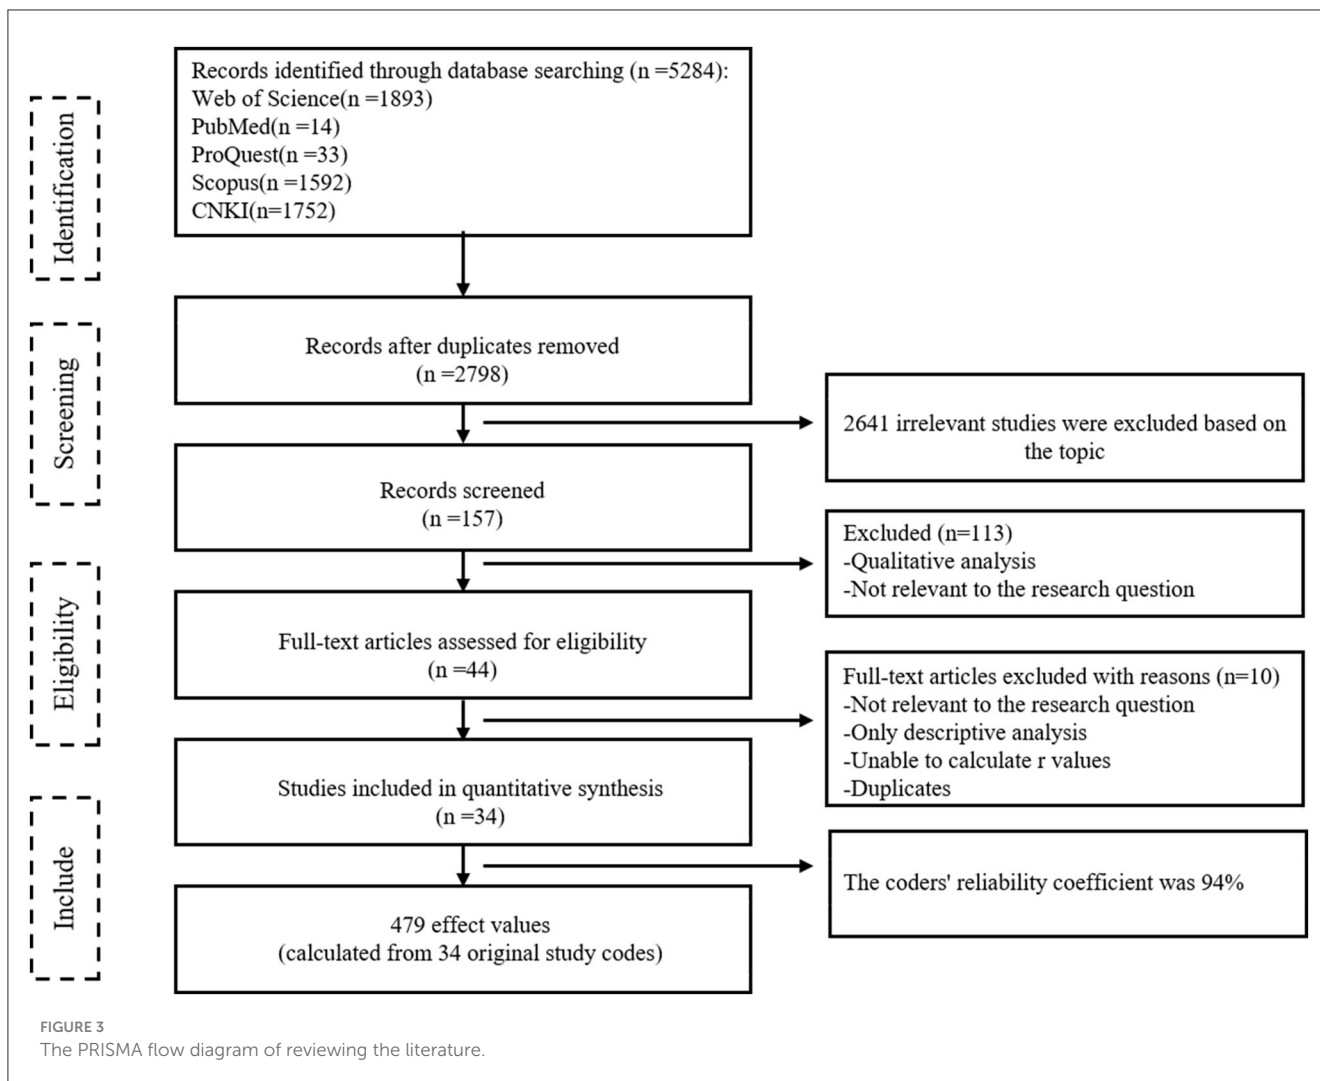 Identification
Records identified through database searching (n =5284):
Web of Science(n =1893)
PubMed(n =14)
ProQuest(n =33)
Scopus(n =1592)
CNKI(n=1752)
Screening
Records after duplicates removed
(n =2798)
2641 irrelevant studies were excluded based on
the topic
Records screened
(n =157)
Excluded (n=113)
-Qualitative analysis
-Not relevant to the research question
Eligibility
Full-text articles assessed for eligibility
(n =44)
Full-text articles excluded with reasons (n=10)
-Not relevant to the research question
-Only descriptive analysis
-Unable to calculate r values
-Duplicates
Studies included in quantitative synthesis
(n =34)
Include
The coders' reliability coefficient was 94%
479 effect values
(calculated from 34 original study codes)
FIGURE 3
The PRISMA flow diagram of reviewing the literature.